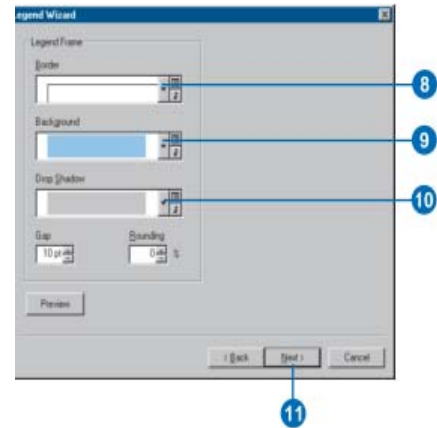 Legend Wizard
Legend Frame
Border
8
Background
9
Drop Shadow
10
Gap
Rounding
10 pt
0
%
Preview
< Back
Next >
Cancel
11